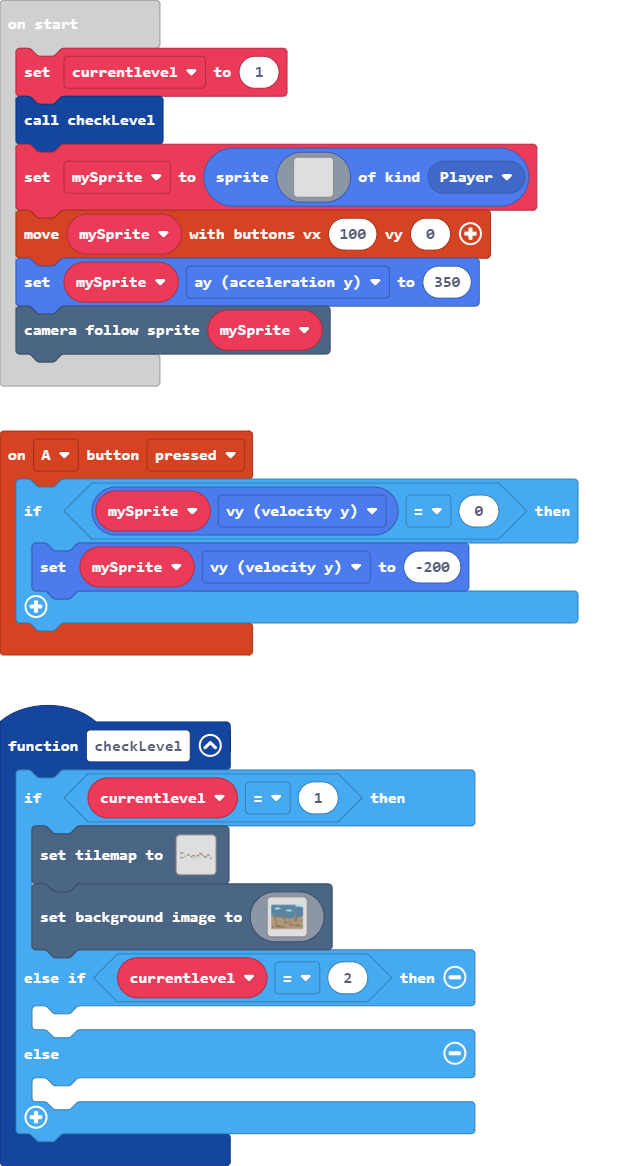 on start
set currentlevel to 1
call checkLevel
set mySprite to sprite of kind Player
move mySprite with buttons vx 100 vy 0
set mySprite ay (acceleration y) to 350
camera follow sprite mySprite
on A button pressed
if mySprite vy (velocity y) = 0 then
set mySprite vy (velocity y) to -200
function checkLevel
if currentlevel = 1 then
set tilemap to
set background image to
else if currentlevel = 2 then
else